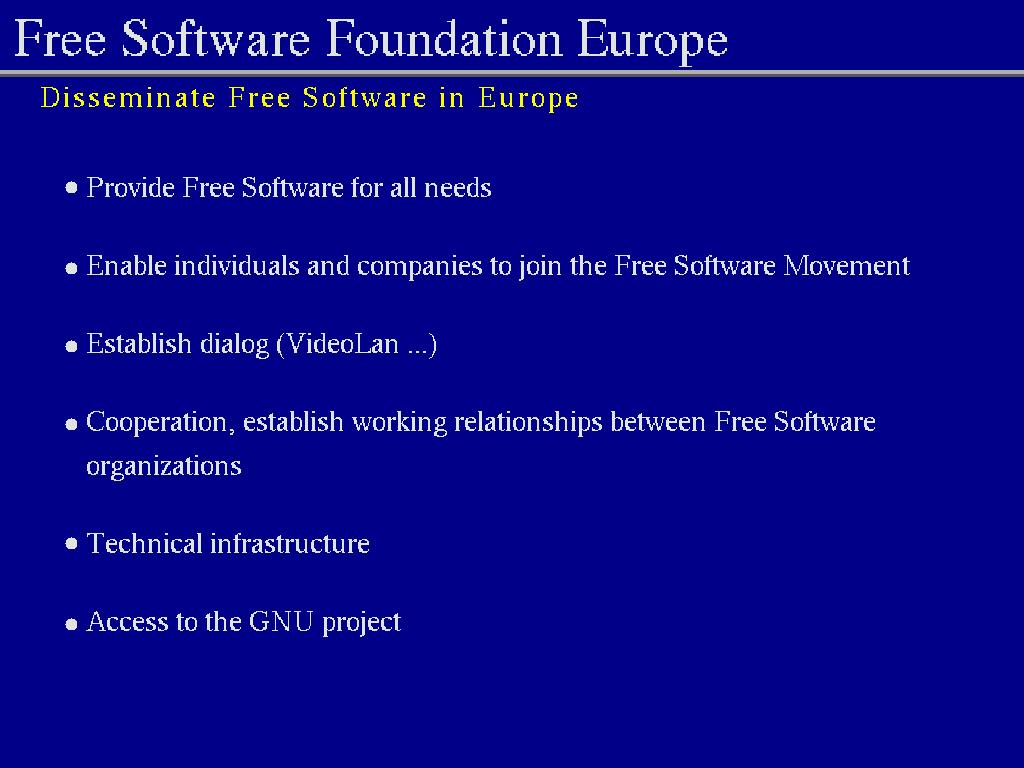 Free Software Foundation Europe
Disseminate Free Software in Europe
● Provide Free Software for all needs
● Enable individuals and companies to join the Free Software Movement
● Establish dialog (VideoLan ...)
● Cooperation, establish working relationships between Free Software
organizations
● Technical infrastructure
● Access to the GNU project